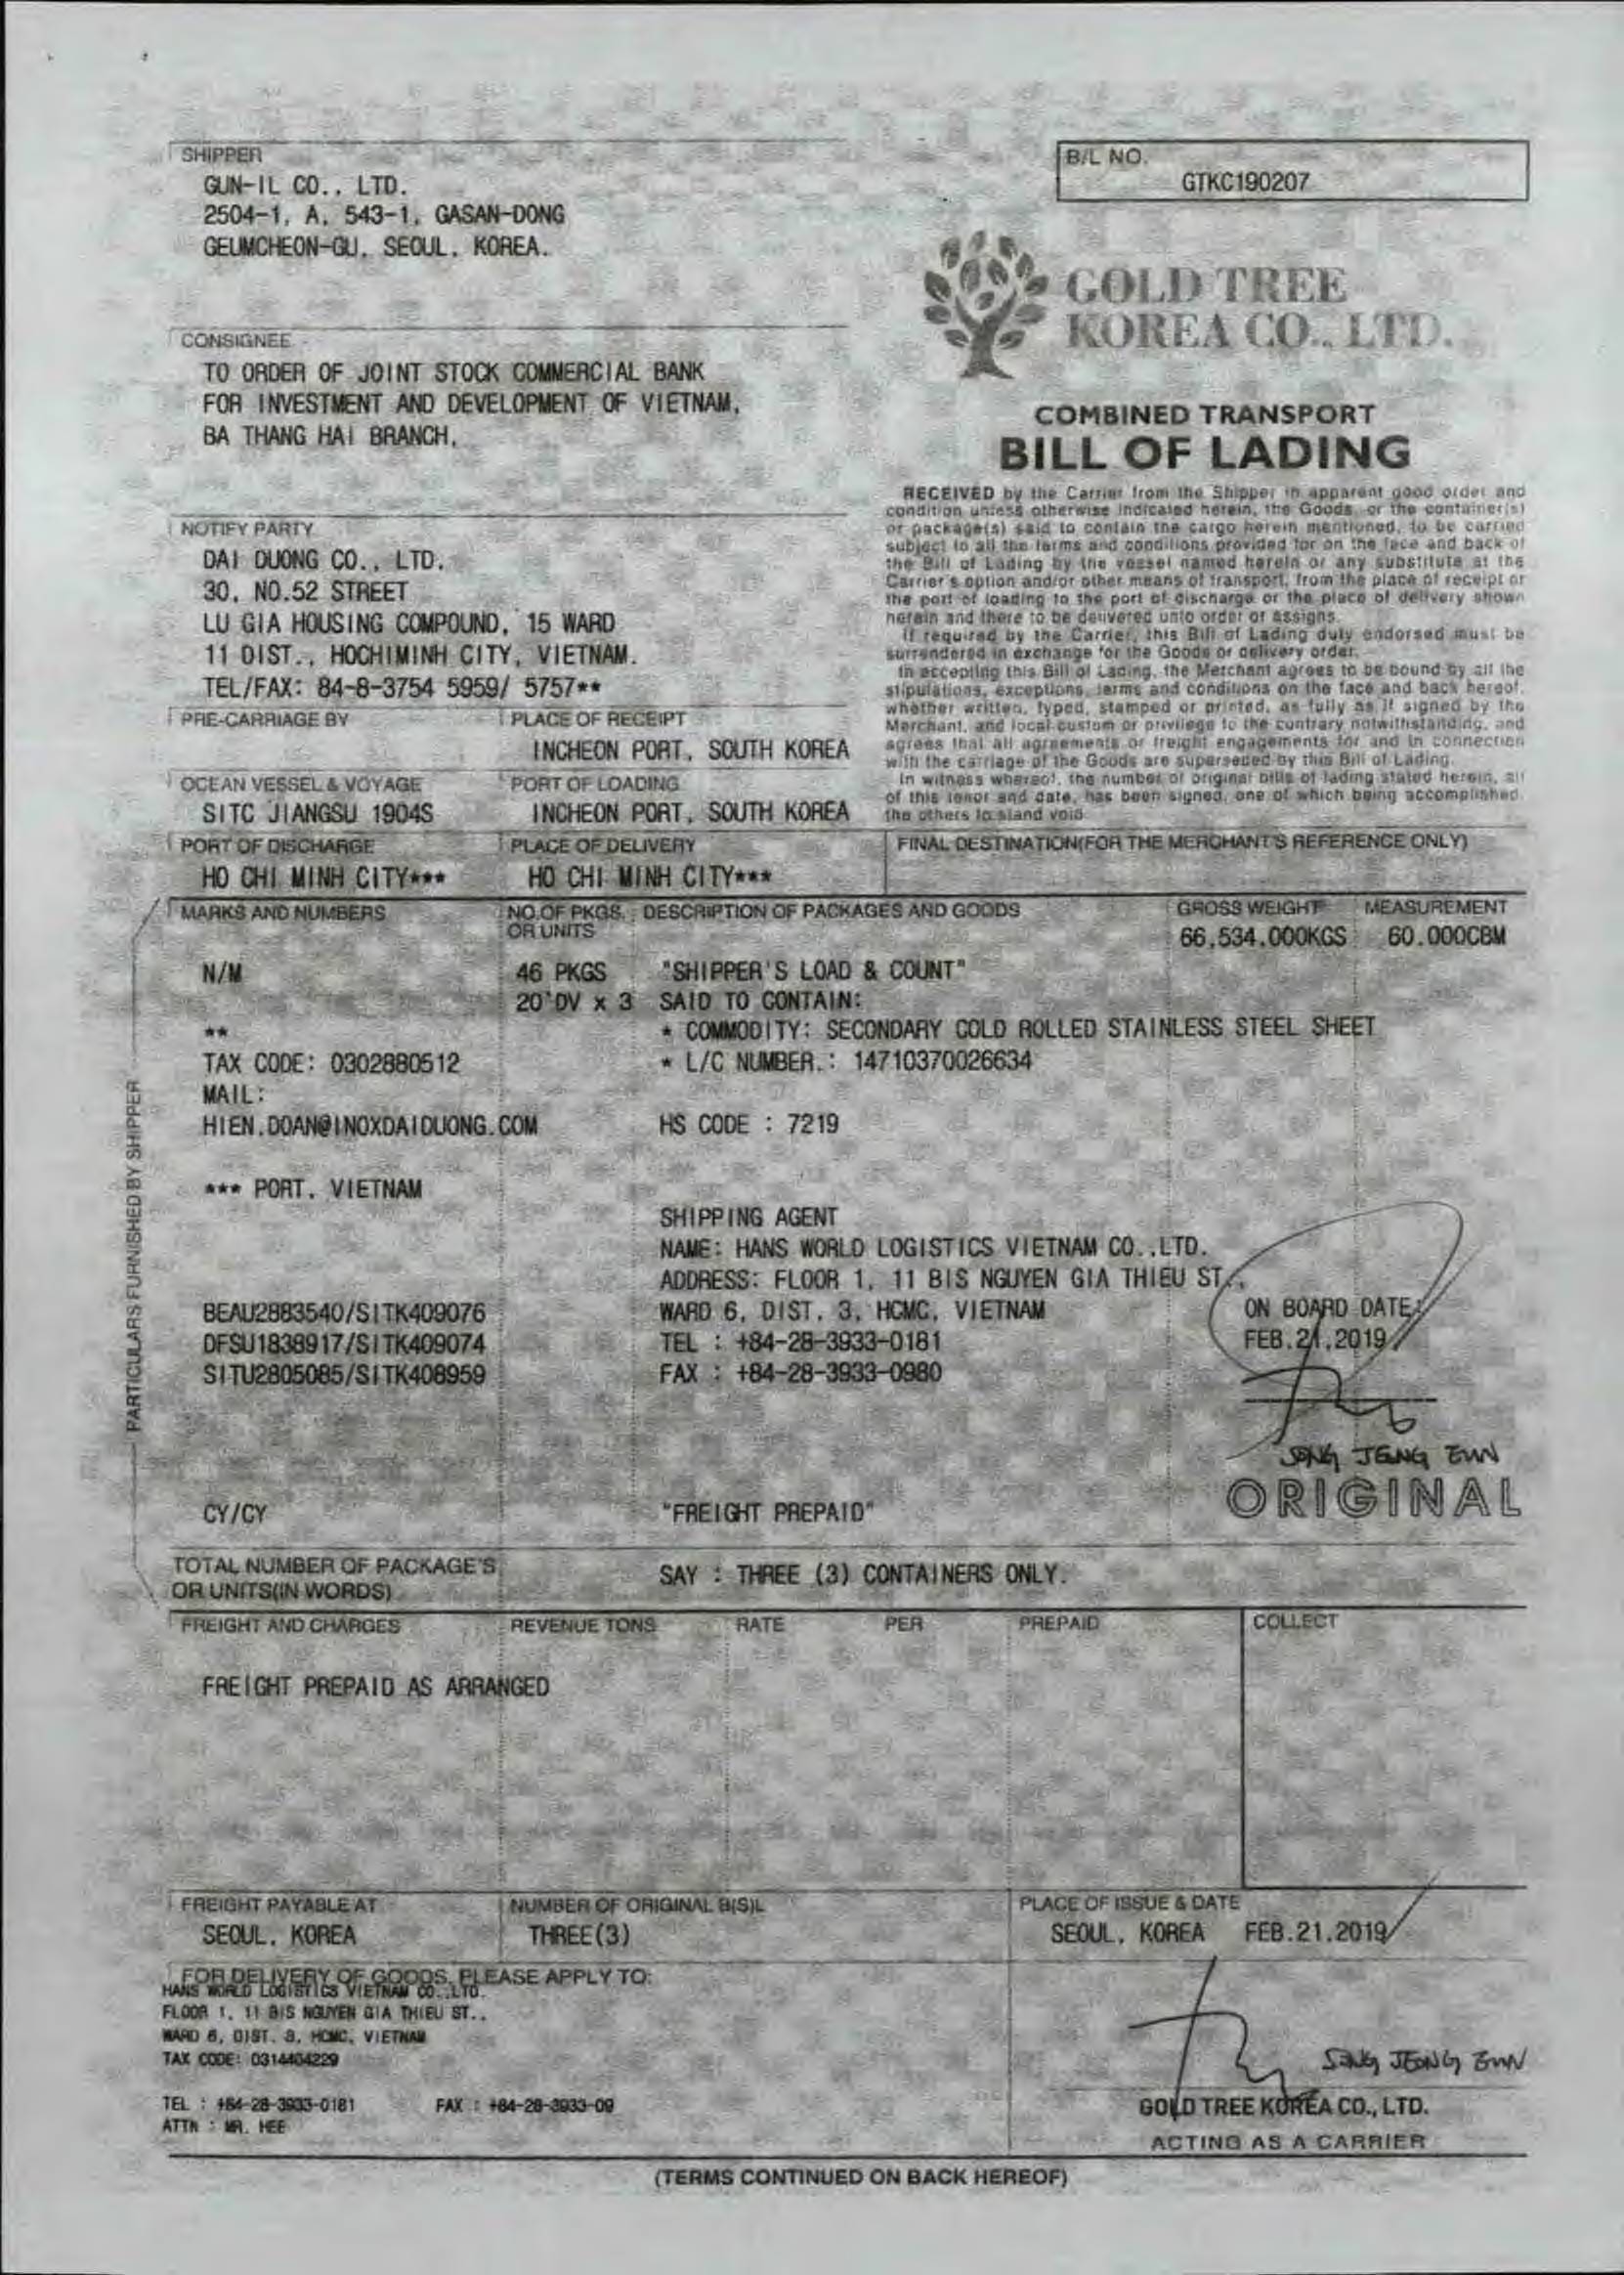 SHIPPER
GUN-IL CO., LTD.
2504-1, A, 543-1, GASAN-DONG
GEUMCHEON-GU, SEOUL, KOREA.
B/L NO.
GTKC190207
GOLD TREE
KOREA CO., LTD.
CONSIGNEE
TO ORDER OF JOINT STOCK COMMERCIAL BANK
FOR INVESTMENT AND DEVELOPMENT OF VIETNAM,
BA THANG HAI BRANCH,
COMBINED TRANSPORT
BILL OF LADING
RECEIVED by the Carrier from the Shipper in apparent good order and
condition unless otherwise indicated herein, the Goods, or the container(s)
or package(s) said to contain the cargo herein mentioned, to be carried
subject to all the terms and conditions provided for on the face and back of
the Bill of Lading by the vessel named herein or any substitute at the
Carrier's option and/or other means of transport, from the place of receipt or
the port of loading to the port of discharge or the place of delivery shown
herein and there to be delivered unto order or assigns.
If required by the Carrier, this Bill of Lading duly endorsed must be
surrendered in exchange for the Goods or delivery order.
In accepting this Bill of Lading, the Merchant agrees to be bound by all the
stipulations, exceptions, terms and conditions on the face and back hereof,
whether written, typed, stamped or printed, as fully as if signed by the
Merchant, and local custom or privilege to the contrary notwithstanding, and
agrees that all agreements or freight engagements for and in connection
with the carriage of the Goods are superseded by this Bill of Lading.
In witness whereof, the number of original bills of lading stated herein, all
of this tenor and date, has been signed, one of which being accomplished,
the others to stand void.
NOTIFY PARTY
DAI DUONG CO., LTD.
30, NO.52 STREET
LU GIA HOUSING COMPOUND, 15 WARD
11 DIST., HOCHIMINH CITY, VIETNAM.
TEL/FAX: 84-8-3754 5959/ 5757**
PRE-CARRIAGE BY
PLACE OF RECEIPT
INCHEON PORT, SOUTH KOREA
OCEAN VESSEL & VOYAGE
PORT OF LOADING
SITC JIANGSU 1904S
INCHEON PORT, SOUTH KOREA
PORT OF DISCHARGE
PLACE OF DELIVERY
FINAL DESTINATION(FOR THE MERCHANT'S REFERENCE ONLY)
HO CHI MINH CITY***
HO CHI MINH CITY***
MARKS AND NUMBERS
NO.OF PKGS.
OR UNITS
DESCRIPTION OF PACKAGES AND GOODS
GROSS WEIGHT
MEASUREMENT
66,534.000KGS
60.000CBM
N/M
46 PKGS
"SHIPPER'S LOAD & COUNT"
20'DV x 3
SAID TO CONTAIN:
**
* COMMODITY: SECONDARY COLD ROLLED STAINLESS STEEL SHEET
TAX CODE: 0302880512
* L/C NUMBER.: 14710370026634
MAIL:
HIEN.DOAN@INOXDAIDUONG.COM
HS CODE : 7219
*** PORT, VIETNAM
SHIPPING AGENT
NAME: HANS WORLD LOGISTICS VIETNAM CO.,LTD.
ADDRESS: FLOOR 1, 11 BIS NGUYEN GIA THIEU ST.,
BEAU2883540/SITK409076
WARD 6, DIST. 3, HCMC, VIETNAM
ON BOARD DATE:
DFSU1838917/SITK409074
TEL : +84-28-3933-0181
FEB.21.2019
SITU2805085/SITK408959
FAX : +84-28-3933-0980
PARTICULARS FURNISHED BY SHIPPER
SONG JEONG EUN
ORIGINAL
CY/CY
"FREIGHT PREPAID"
TOTAL NUMBER OF PACKAGE'S
OR UNITS(IN WORDS)
SAY : THREE (3) CONTAINERS ONLY.
FREIGHT AND CHARGES
REVENUE TONS
RATE
PER
PREPAID
COLLECT
FREIGHT PREPAID AS ARRANGED
FREIGHT PAYABLE AT
NUMBER OF ORIGINAL B(S)L
PLACE OF ISSUE & DATE
SEOUL, KOREA
THREE(3)
SEOUL, KOREA FEB.21.2019
FOR DELIVERY OF GOODS, PLEASE APPLY TO:
HANS WORLD LOGISTICS VIETNAM CO.,LTD.
FLOOR 1, 11 BIS NGUYEN GIA THIEU ST.,
WARD 6, DIST. 3, HCMC, VIETNAM
TAX CODE: 0314404229
TEL : +84-28-3933-0181
FAX : +84-28-3933-09
ATTN : MR. HEE
SONG JEONG EUN
GOLD TREE KOREA CO., LTD.
ACTING AS A CARRIER
(TERMS CONTINUED ON BACK HEREOF)